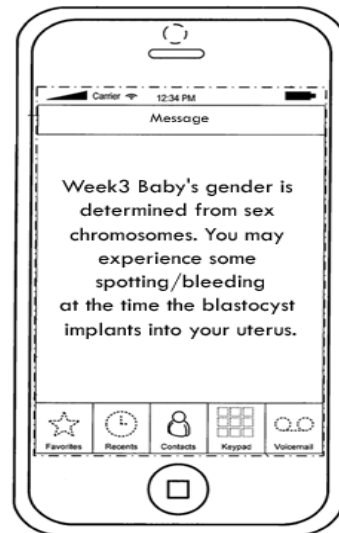 Carrier 12:34 PM
Message
Week3 Baby's gender is
determined from sex
chromosomes. You may
experience some
spotting/bleeding
at the time the blastocyst
implants into your uterus.
Favorites Recents Contacts Keypad Voicemail